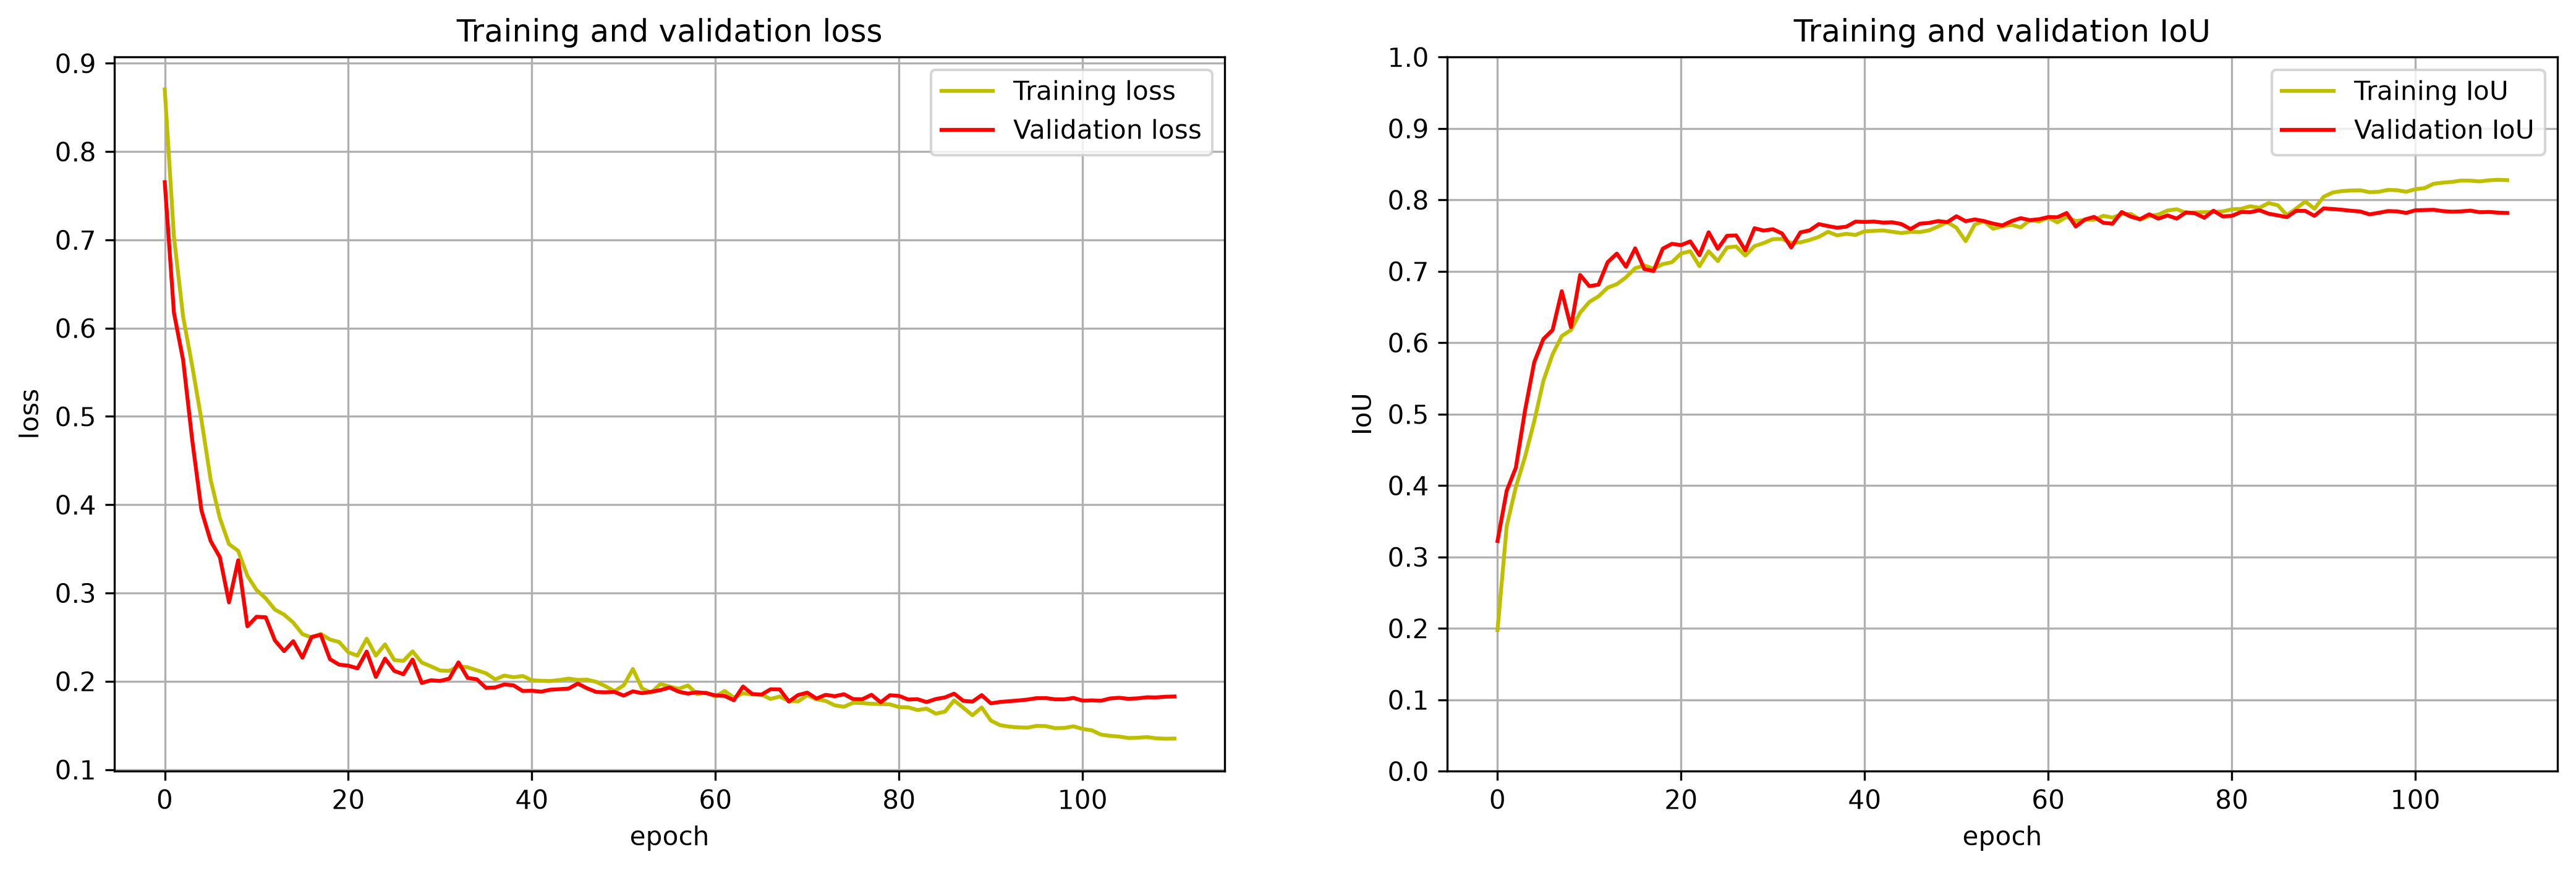 Training and validation loss
0.9
0.8
0.7
0.6
0.5
0.4
0.3
0.2
0.1
loss
Training loss
Validation loss
0 20 40 60 80 100
epoch
Training and validation IoU
1.0
0.9
0.8
0.7
0.6
0.5
0.4
0.3
0.2
0.1
0.0
IoU
Training IoU
Validation IoU
0 20 40 60 80 100
epoch